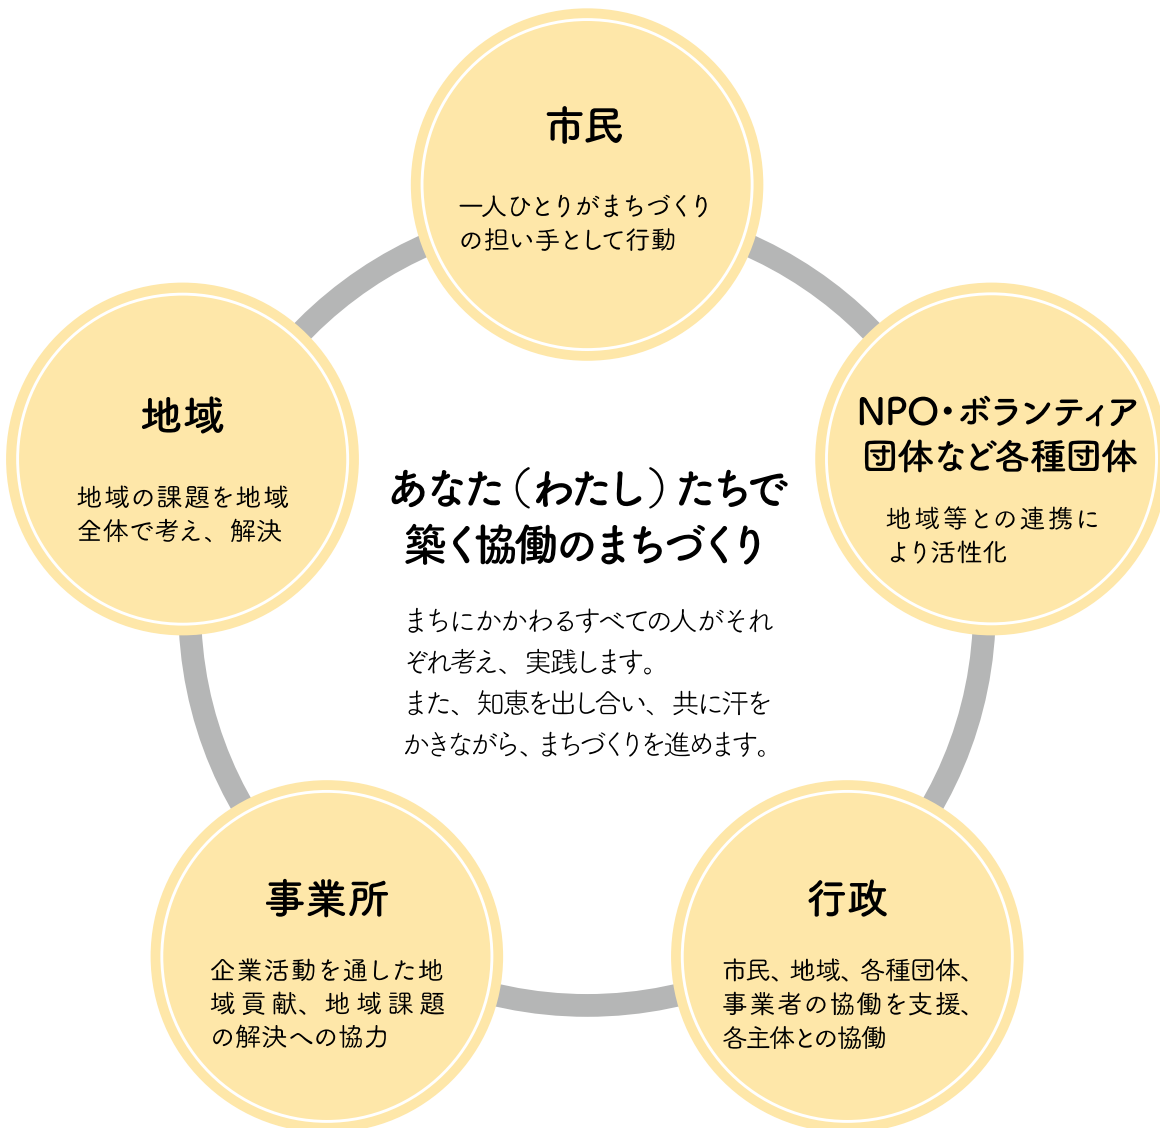 市民
一人ひとりがまちづくり
の担い手として行動
地域
地域の課題を地域
全体で考え、解決
NPO・ボランティア
団体など各種団体
地域等との連携に
より活性化
あなた（わたし）たちで
築く協働のまちづくり
まちにかかわるすべての人がそれ
ぞれ考え、実践します。
また、知恵を出し合い、共に汗を
かきながら、まちづくりを進めます。
事業所
企業活動を通した地
域貢献、地域課題
の解決への協力
行政
市民、地域、各種団体、
事業者の協働を支援、
各主体との協働